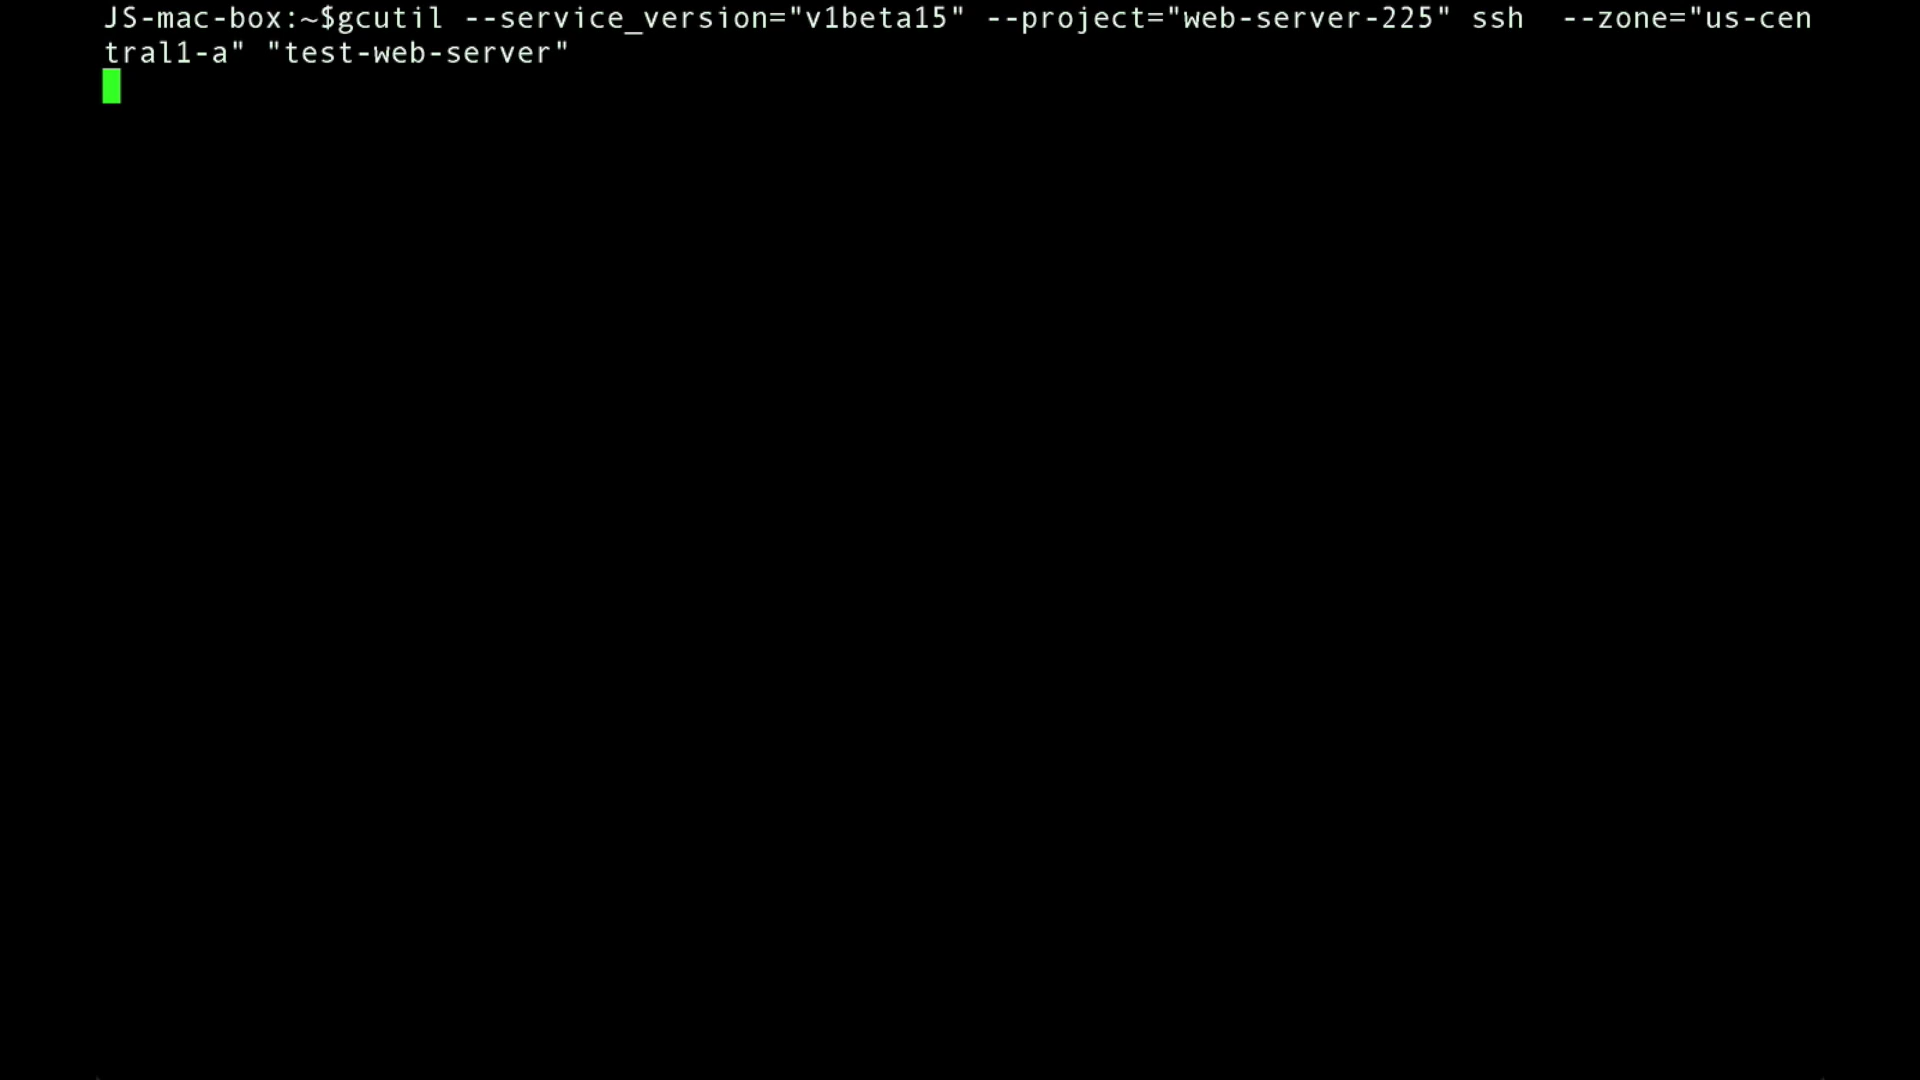 JS-mac-box:~$gcutil --service_version="v1beta15" --project="web-server-225" ssh  --zone="us-cen
tral1-a" "test-web-server"